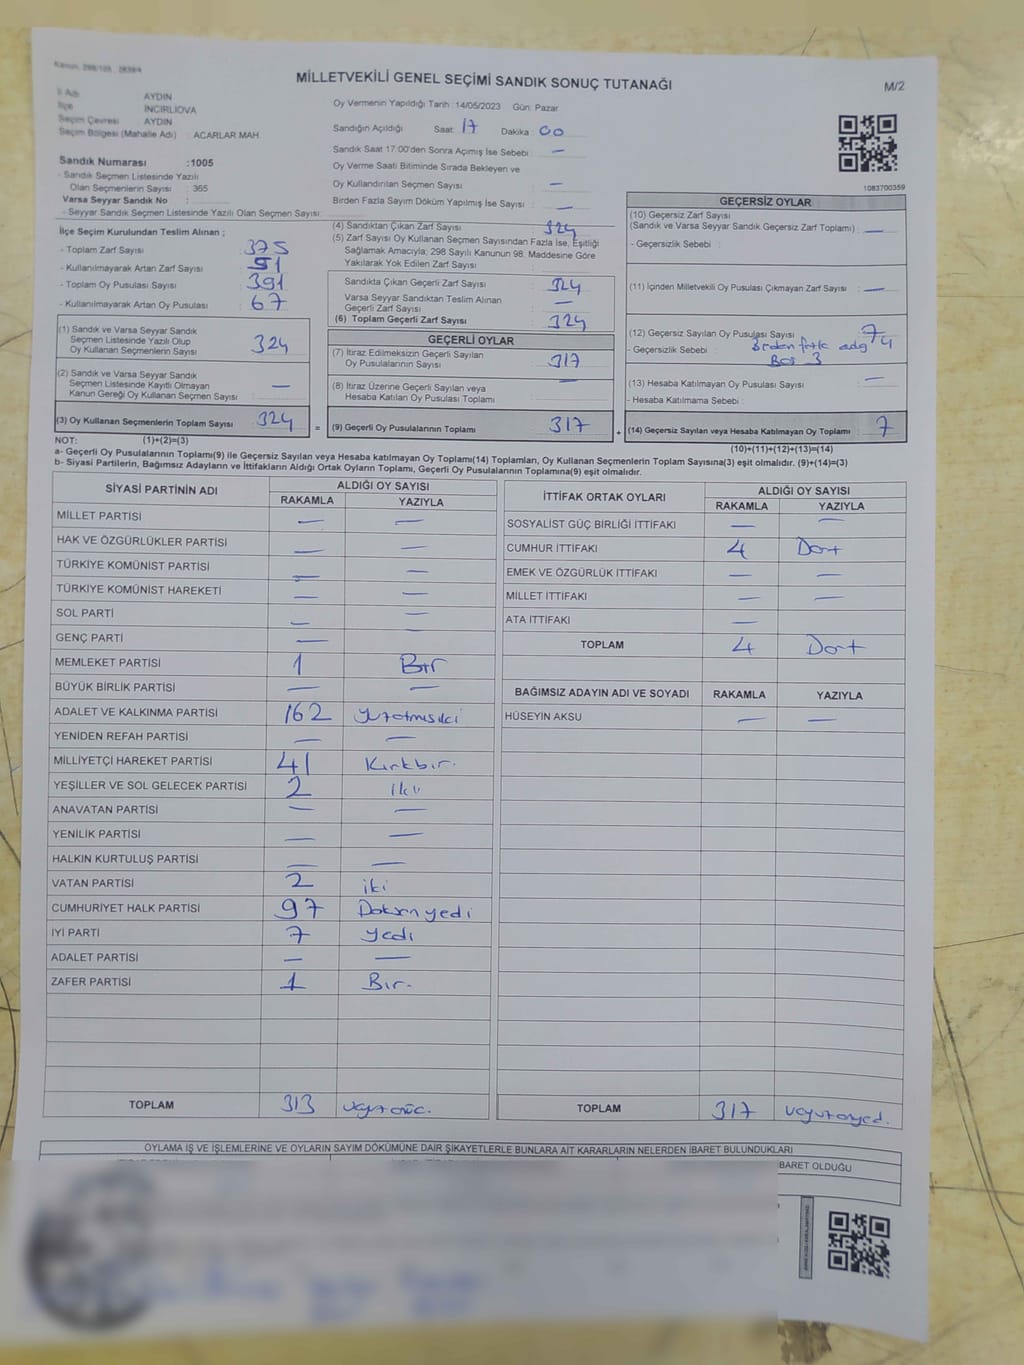 MİLLETVEKİLİ GENEL SEÇİMİ SANDIK SONUÇ TUTANAĞI
M/2
İl Adı AYDIN
İlçe İNCİRLİOVA
Seçim Çevresi AYDIN
Seçim Bölgesi (Mahalle Adı) : ACARLAR MAH.
Oy Vermenin Yapıldığı Tarih :14/05/2023 Gün: Pazar
Sandığın Açıldığı Saat: 17 Dakika: 00
Sandık Saat 17:00'den Sonra Açımış İse Sebebi : —
Oy Verme Saati Bitiminde Sırada Bekleyen ve
Oy Kullandırılan Seçmen Sayısı : —
Birden Fazla Sayım Döküm Yapılmış İse Sayısı : —
Sandık Numarası :1005
- Sandık Seçmen Listesinde Yazılı
Olan Seçmenlerin Sayısı : 365
Varsa Seyyar Sandık No :
- Seyyar Sandık Seçmen Listesinde Yazılı Olan Seçmen Sayısı:
1083700359
İlçe Seçim Kurulundan Teslim Alınan ;
- Toplam Zarf Sayısı : 375
- Kullanılmayarak Artan Zarf Sayısı : 51
- Toplam Oy Pusulası Sayısı : 391
- Kullanılmayarak Artan Oy Pusulası : 67
(1) Sandık ve Varsa Seyyar Sandık
Seçmen Listesinde Yazılı Olup
Oy Kullanan Seçmenlerin Sayısı : 324
(2) Sandık ve Varsa Seyyar Sandık
Seçmen Listesinde Kayıtlı Olmayan
Kanun Gereği Oy Kullanan Seçmen Sayısı : —
(3) Oy Kullanan Seçmenlerin Toplam Sayısı : 324
(4) Sandıktan Çıkan Zarf Sayısı : 324
(5) Zarf Sayısı Oy Kullanan Seçmen Sayısından Fazla İse, Eşitliği
Sağlamak Amacıyla; 298 Sayılı Kanunun 98. Maddesine Göre
Yakılarak Yok Edilen Zarf Sayısı :
Sandıkta Çıkan Geçerli Zarf Sayısı : 324
Varsa Seyyar Sandıktan Teslim Alınan
Geçerli Zarf Sayısı : —
(6) Toplam Geçerli Zarf Sayısı : 324
GEÇERLİ OYLAR
(7) İtiraz Edilmeksizin Geçerli Sayılan
Oy Pusulalarının Sayısı : 317
(8) İtiraz Üzerine Geçerli Sayılan veya
Hesaba Katılan Oy Pusulası Toplamı : —
= (9) Geçerli Oy Pusulalarının Toplamı : 317
GEÇERSİZ OYLAR
(10) Geçersiz Zarf Sayısı
(Sandık ve Varsa Seyyar Sandık Geçersiz Zarf Toplamı) : —
- Geçersizlik Sebebi :
(11) İçinden Milletvekili Oy Pusulası Çıkmayan Zarf Sayısı : —
(12) Geçersiz Sayılan Oy Pusulası Sayısı : 7
- Geçersizlik Sebebi : Birden fazla adg 4
Boş 3
(13) Hesaba Katılmayan Oy Pusulası Sayısı : —
- Hesaba Katılmama Sebebi :
+ (14) Geçersiz Sayılan veya Hesaba Katılmayan Oy Toplamı : 7
NOT: (1)+(2)=(3) (10)+(11)+(12)+(13)=(14)
a- Geçerli Oy Pusulalarının Toplamı(9) ile Geçersiz Sayılan veya Hesaba katılmayan Oy Toplamı(14) Toplamları, Oy Kullanan Seçmenlerin Toplam Sayısına(3) eşit olmalıdır. (9)+(14)=(3)
b- Siyasi Partilerin, Bağımsız Adayların ve İttifakların Aldığı Ortak Oyların Toplamı, Geçerli Oy Pusulalarının Toplamına(9) eşit olmalıdır.
SİYASİ PARTİNİN ADI ALDIĞI OY SAYISI
RAKAMLA YAZIYLA
MİLLET PARTİSİ — —
HAK VE ÖZGÜRLÜKLER PARTİSİ — —
TÜRKİYE KOMÜNİST PARTİSİ — —
TÜRKİYE KOMÜNİST HAREKETİ — —
SOL PARTİ — —
GENÇ PARTİ —
MEMLEKET PARTİSİ 1 Bir
BÜYÜK BİRLİK PARTİSİ — —
ADALET VE KALKINMA PARTİSİ 162 Yüzatmışiki
YENİDEN REFAH PARTİSİ — —
MİLLİYETÇİ HAREKET PARTİSİ 41 Kırkbir.
YEŞİLLER VE SOL GELECEK PARTİSİ 2 iki
ANAVATAN PARTİSİ — —
YENİLİK PARTİSİ — —
HALKIN KURTULUŞ PARTİSİ — —
VATAN PARTİSİ 2 iki
CUMHURİYET HALK PARTİSİ 97 Doksanyedi
İYİ PARTİ 7 Yedi
ADALET PARTİSİ — —
ZAFER PARTİSİ 1 Bir.
TOPLAM 313
İTTİFAK ORTAK OYLARI ALDIĞI OY SAYISI
RAKAMLA YAZIYLA
SOSYALİST GÜÇ BİRLİĞİ İTTİFAKI — —
CUMHUR İTTİFAKI 4 Dört
EMEK VE ÖZGÜRLÜK İTTİFAKI — —
MİLLET İTTİFAKI — —
ATA İTTİFAKI —
TOPLAM 4 Dört
BAĞIMSIZ ADAYIN ADI VE SOYADI RAKAMLA YAZIYLA
HÜSEYİN AKSU — —
TOPLAM 317
OYLAMA İŞ VE İŞLEMLERİNE VE OYLARIN SAYIM DÖKÜMÜNE DAİR ŞİKAYETLERLE BUNLARA AİT KARARLARIN NELERDEN İBARET BULUNDUKLARI
BARET OLDUĞU